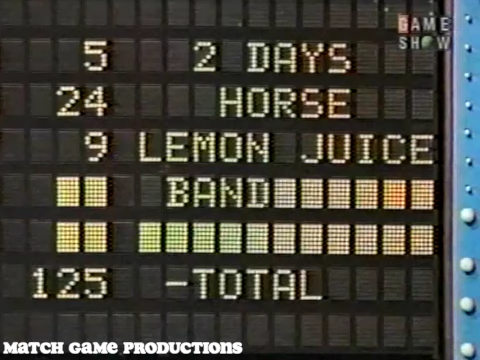 GAME
SHOW
5 2 DAYS
24 HORSE
9 LEMON JUICE
BAND
125 -TOTAL
MATCH GAME PRODUCTIONS